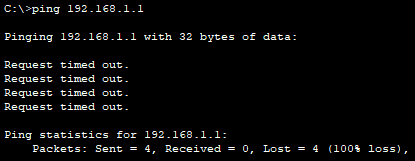 C:\>ping 192.168.1.1
Pinging 192.168.1.1 with 32 bytes of data:
Request timed out.
Request timed out.
Request timed out.
Request timed out.
Ping statistics for 192.168.1.1:
Packets: Sent = 4, Received = 0, Lost = 4 (100% loss),